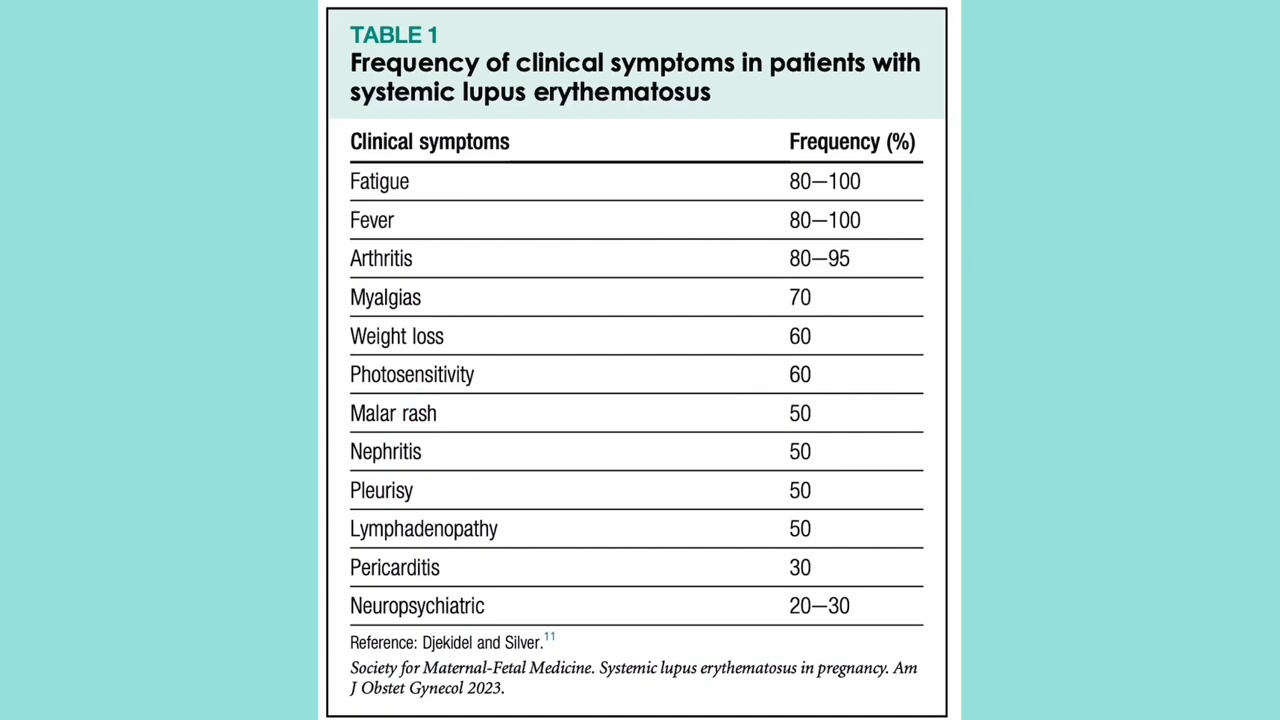 TABLE 1
Frequency of clinical symptoms in patients with
systemic lupus erythematosus
Clinical symptoms Frequency (%)
Fatigue 80—100
Fever 80—100
Arthritis 80—95
Myalgias 70
Weight loss 60
Photosensitivity 60
Malar rash 50
Nephritis 50
Pleurisy 50
Lymphadenopathy 50
Pericarditis 30
Neuropsychiatric 20—30
Reference: Djekidel and Silver.11
Society for Maternal-Fetal Medicine. Systemic lupus erythematosus in pregnancy. Am
J Obstet Gynecol 2023.